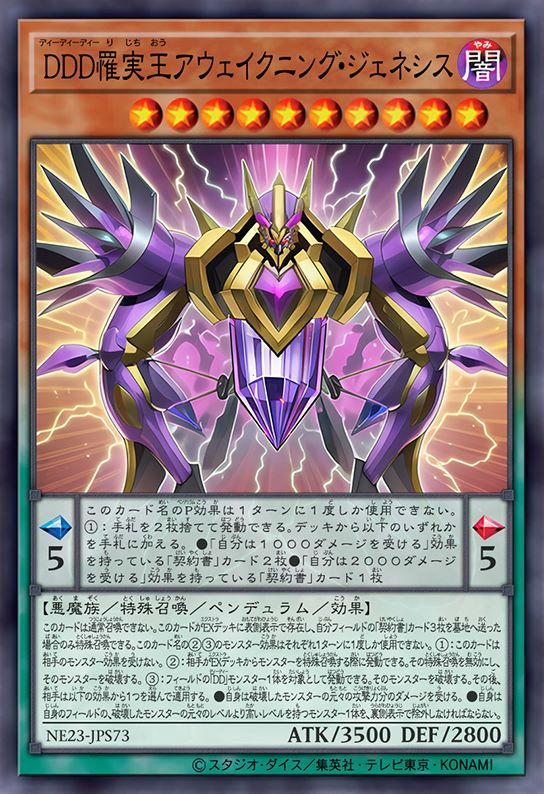 ディーディーディー り じち おう
DDD罹実王アウェイクニング・ジェネシス
やみ
闇
このカード名のP効果は1ターンに1度しか使用できない。
①：手札を2枚捨てて発動できる。デッキから以下のいずれか
を手札に加える。●「自分は1000ダメージを受ける」効果
を持っている「契約書」カード2枚●「自分は2000ダメージ
を受ける」効果を持っている「契約書」カード1枚
5
5
【悪魔族／特殊召喚／ペンデュラム／効果】
このカードは通常召喚できない。このカードがEXデッキに表側表示で存在し、自分フィールドの「契約書」カード3枚を墓地へ送った
場合のみ特殊召喚できる。このカード名の②③のモンスター効果はそれぞれ1ターンに1度しか使用できない。①：このカードは
相手のモンスター効果を受けない。②：相手がEXデッキからモンスターを特殊召喚する際に発動できる。その特殊召喚を無効にし、
そのモンスターを破壊する。③：フィールドの「DD」モンスター1体を対象として発動できる。そのモンスターを破壊する。その後、
相手は以下の効果から1つを選んで適用する。●自身は破壊したモンスターの元々の攻撃力分のダメージを受ける。●自身は
自身のフィールドの、破壊したモンスターの元々のレベルより高いレベルを持つモンスター1体を、裏側表示で除外しなければならない。
NE23-JPS73
ATK/3500 DEF/2800
©スタジオ・ダイス／集英社・テレビ東京・KONAMI